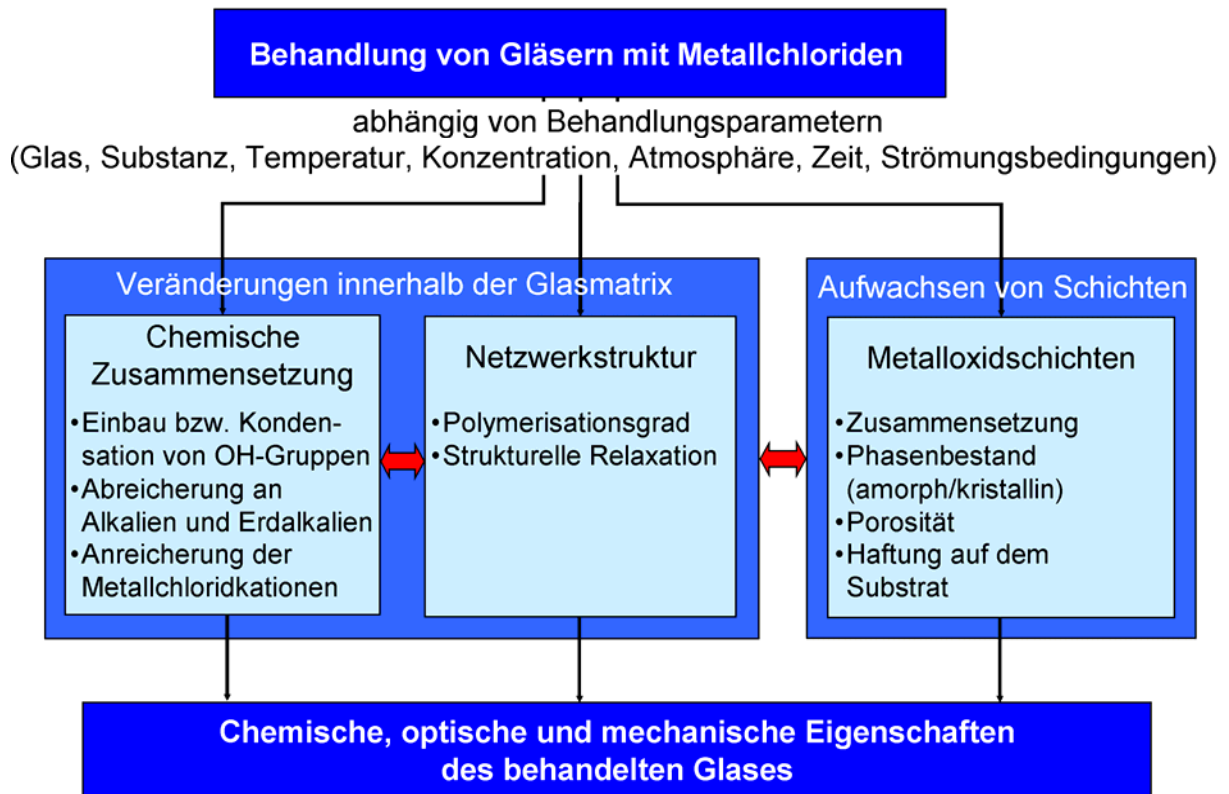 Behandlung von Gläsern mit Metallchloriden
abhängig von Behandlungsparametern
(Glas, Substanz, Temperatur, Konzentration, Atmosphäre, Zeit, Strömungsbedingungen)
Veränderungen innerhalb der Glasmatrix
Chemische
Zusammensetzung
•Einbau bzw. Konden-
sation von OH-Gruppen
•Abreicherung an
Alkalien und Erdalkalien
•Anreicherung der
Metallchloridkationen
Netzwerkstruktur
•Polymerisationsgrad
•Strukturelle Relaxation
Aufwachsen von Schichten
Metalloxidschichten
•Zusammensetzung
•Phasenbestand
(amorph/kristallin)
•Porosität
•Haftung auf dem
Substrat
Chemische, optische und mechanische Eigenschaften
des behandelten Glases